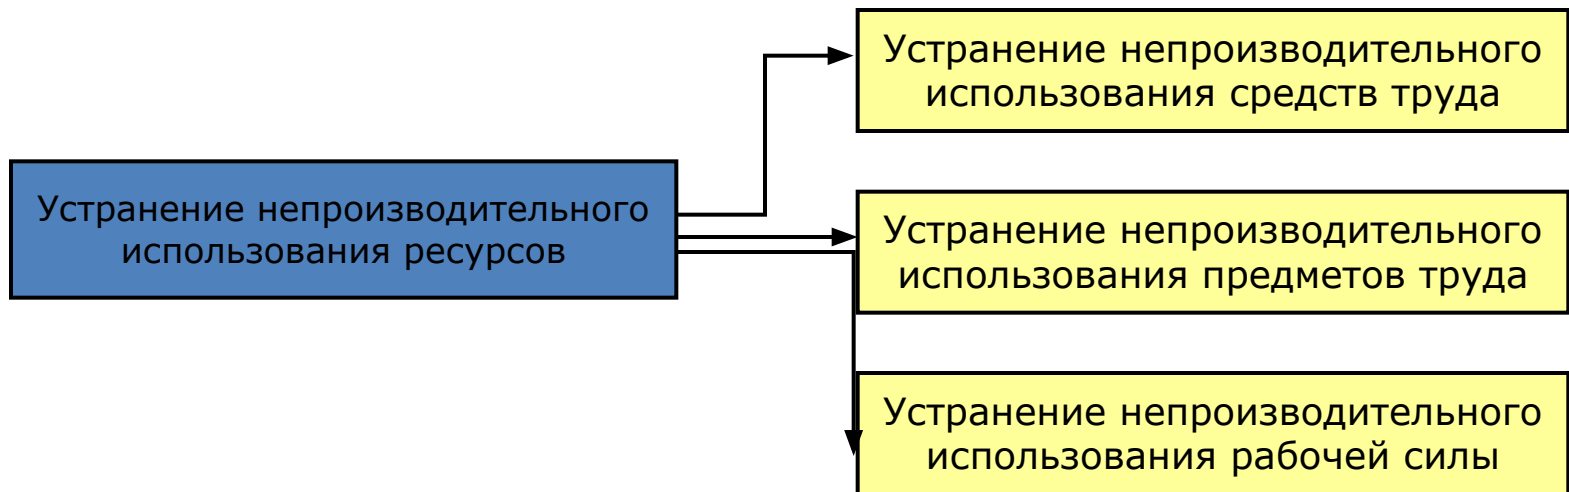 Устранение непроизводительного
использования средств труда
Устранение непроизводительного
использования ресурсов
Устранение непроизводительного
использования предметов труда
Устранение непроизводительного
использования рабочей силы